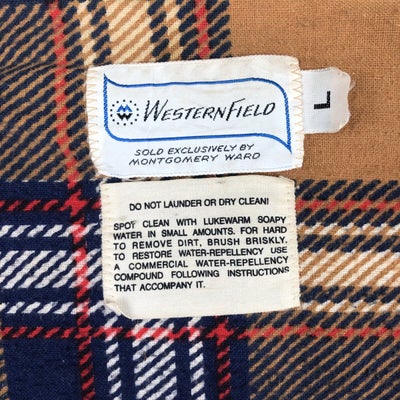 WESTERNFIELD
L
SOLD EXCLUSIVELY BY
MONTGOMERY WARD
DO NOT LAUNDER OR DRY CLEAN!
SPOT CLEAN WITH LUKEWARM SOAPY
WATER IN SMALL AMOUNTS. FOR HARD
TO REMOVE DIRT, BRUSH BRISKLY.
TO RESTORE WATER-REPELLENCY USE
A COMMERCIAL WATER-REPELLENCY
COMPOUND FOLLOWING INSTRUCTIONS
THAT ACCOMPANY IT.